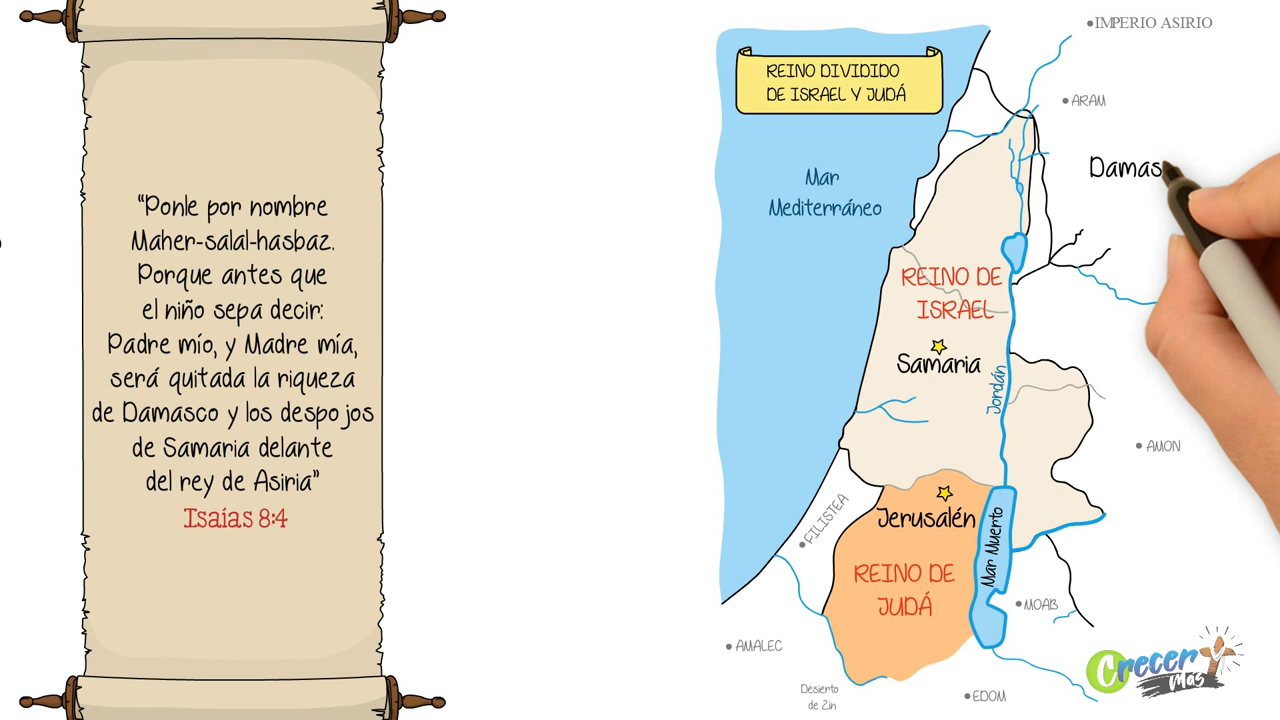 “Ponle por nombre
Maher-salal-hasbaz.
Porque antes que
el niño sepa decir:
Padre mío, y Madre mía,
será quitada la riqueza
de Damasco y los despojos
de Samaria delante
del rey de Asiria”
Isaías 8:4
•IMPERIO ASIRIO
REINO DIVIDIDO
DE ISRAEL Y JUDÁ
• ARAM
Damas
Mar
Mediterráneo
REINO DE
ISRAEL
Samaria
Jordán
• AMON
Jerusalén
• FILISTEA
Mar Muerto
REINO DE
JUDÁ
• MOAB
• AMALEC
Desierto
de Zin
• EDOM
Crecer
Más